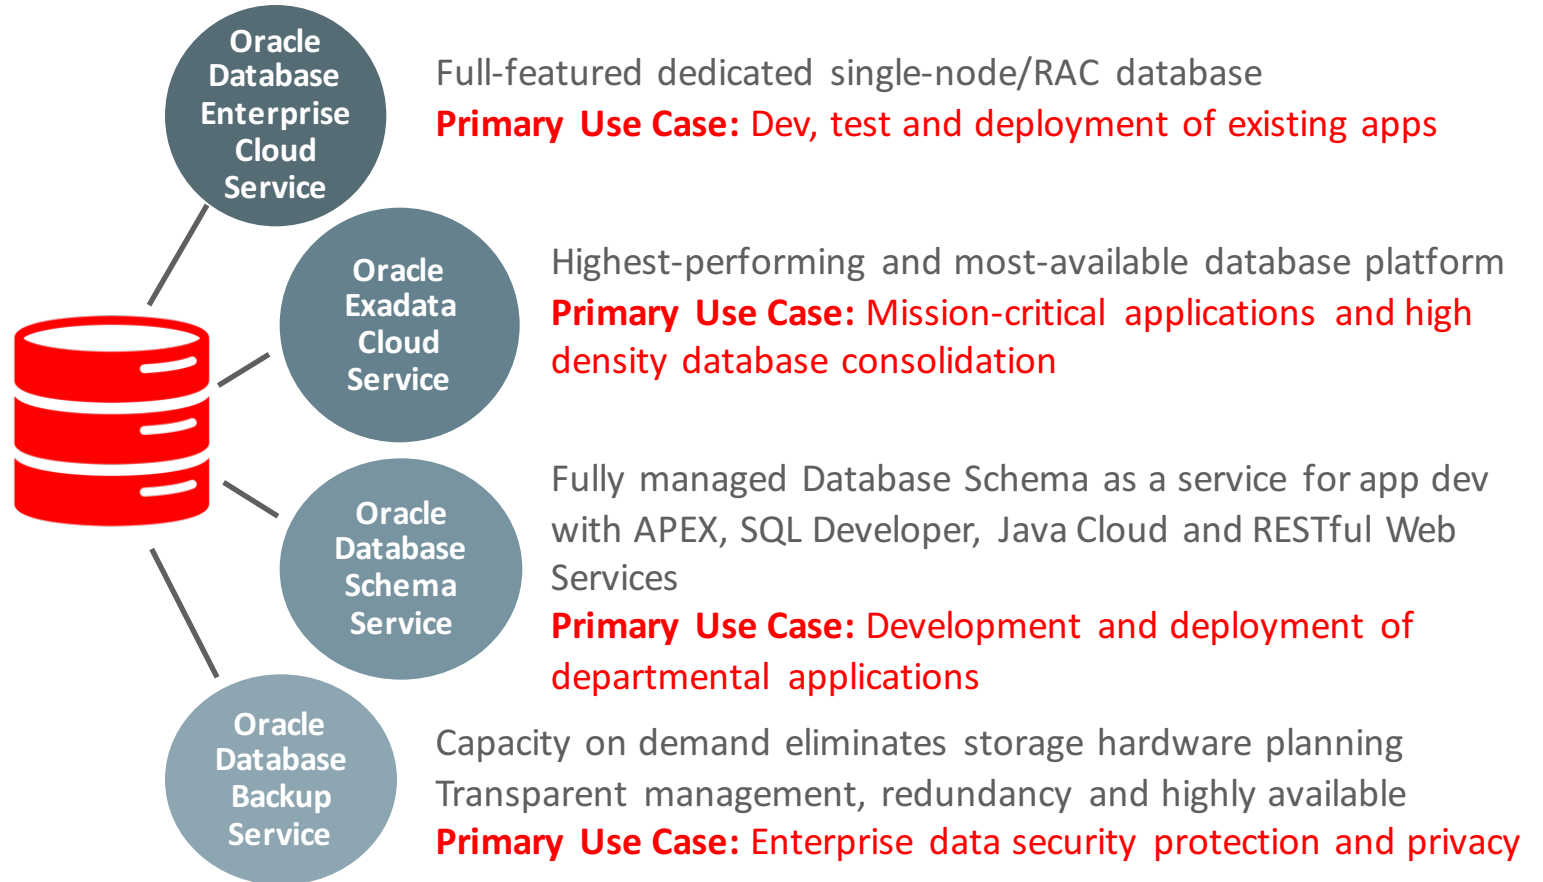 Oracle
Database
Enterprise
Cloud
Service
Full-featured dedicated single-node/RAC database
Primary Use Case: Dev, test and deployment of existing apps
Oracle
Exadata
Cloud
Service
Highest-performing and most-available database platform
Primary Use Case: Mission-critical applications and high
density database consolidation
Oracle
Database
Schema
Service
Fully managed Database Schema as a service for app dev
with APEX, SQL Developer, Java Cloud and RESTful Web
Services
Primary Use Case: Development and deployment of
departmental applications
Oracle
Database
Backup
Service
Capacity on demand eliminates storage hardware planning
Transparent management, redundancy and highly available
Primary Use Case: Enterprise data security protection and privacy